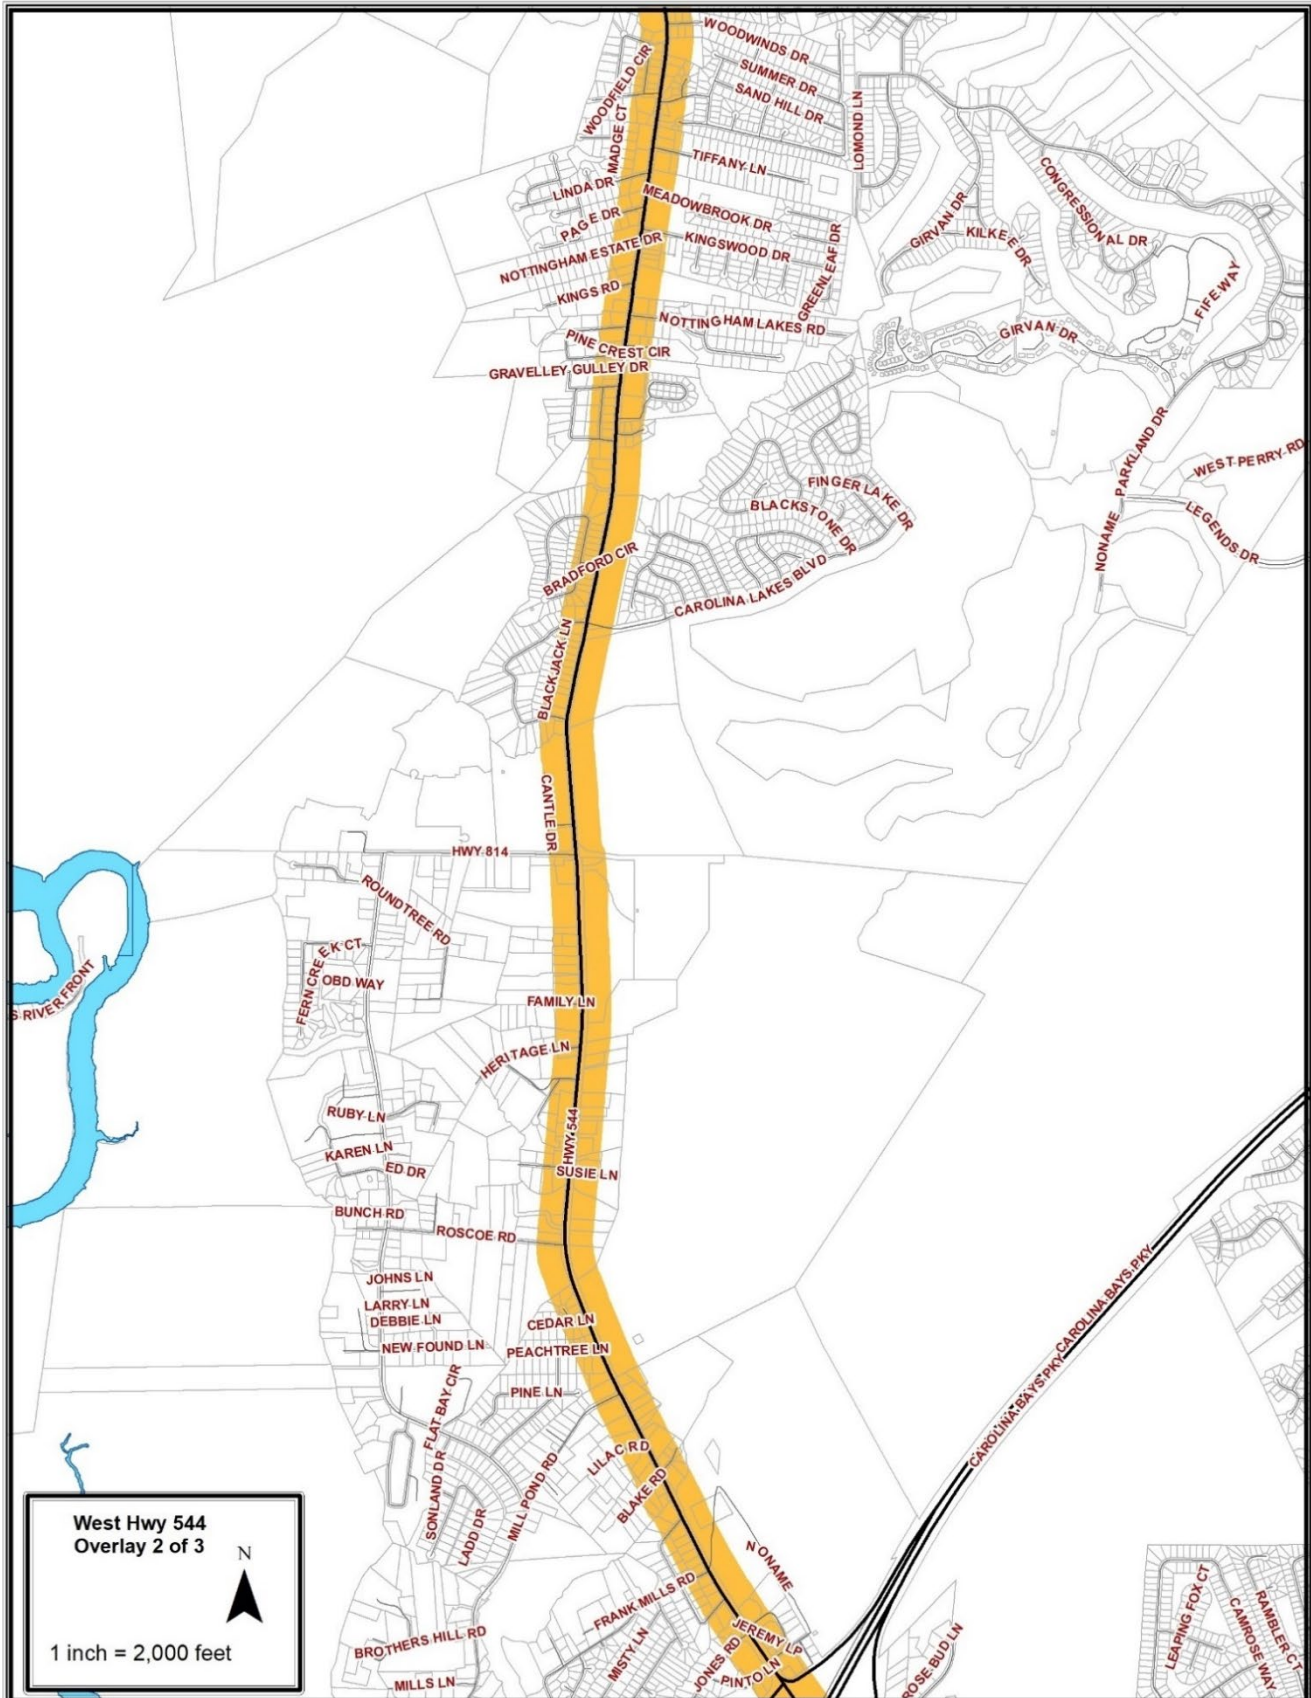 WOODWINDS DR
SUMMER DR
SAND HILL DR
WOODFIELD CIR
MADGE CT
LOMOND LN
TIFFANY LN
LINDA DR
MEADOWBROOK DR
CONGRESSIONAL DR
PAGE DR
GIRVAN DR
KILKEE DR
NOTTINGHAM ESTATE DR
KINGSWOOD DR
GREENLEAF DR
KINGS RD
FIFE WAY
NOTTINGHAM LAKES RD
GIRVAN DR
PINE CREST CIR
GRAVELLEY GULLEY DR
PARKLAND DR
WEST PERRY RD
FINGER LAKE DR
BLACKSTONE DR
LEGENDS DR
NONAME
BRADFORD CIR
CAROLINA LAKES BLVD
BLACKJACK LN
CANTLE DR
HWY 814
ROUNDTREE RD
FERN CREEK CT
OBD WAY
S RIVER FRONT
FAMILY LN
HERITAGE LN
RUBY LN
HWY 544
KAREN LN
ED DR
SUSIE LN
BUNCH RD
ROSCOE RD
JOHNS LN
LARRY LN
DEBBIE LN
CEDAR LN
NEW FOUND LN
PEACHTREE LN
CAROLINA BAYS PKY
CAROLINA BAYS PKY
PINE LN
FLAT BAY CIR
LILAC RD
SONLAND DR
MILL POND RD
BLAKE RD
LADD DR
NONAME
FRANK MILLS RD
JEREMY LP
BROTHERS HILL RD
MISTY LN
JONES RD
PINTO LN
MILLS LN
ROSE BUD LN
LEAPING FOX CT
CAMROSE WAY
RAMBLER CT
West Hwy 544
Overlay 2 of 3
N
1 inch = 2,000 feet